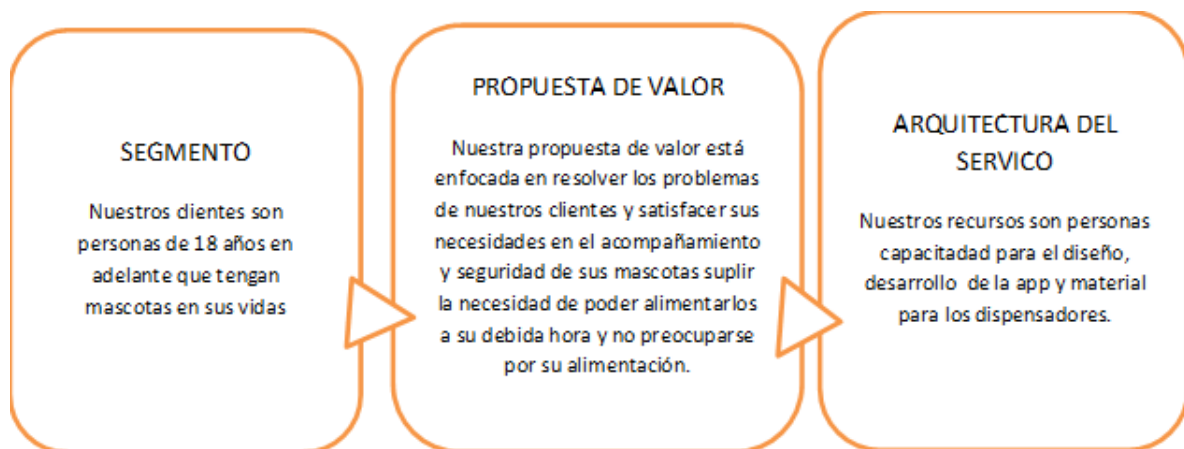 SEGMENTO
Nuestros clientes son
personas de 18 años en
adelante que tengan
mascotas en sus vidas
PROPUESTA DE VALOR
Nuestra propuesta de valor está
enfocada en resolver los problemas
de nuestros clientes y satisfacer sus
necesidades en el acompañamiento
y seguridad de sus mascotas suplir
la necesidad de poder alimentarlos
a su debida hora y no preocuparse
por su alimentación.
ARQUITECTURA DEL
SERVICO
Nuestros recursos son personas
capacitadad para el diseño,
desarrollo de la app y material
para los dispensadores.